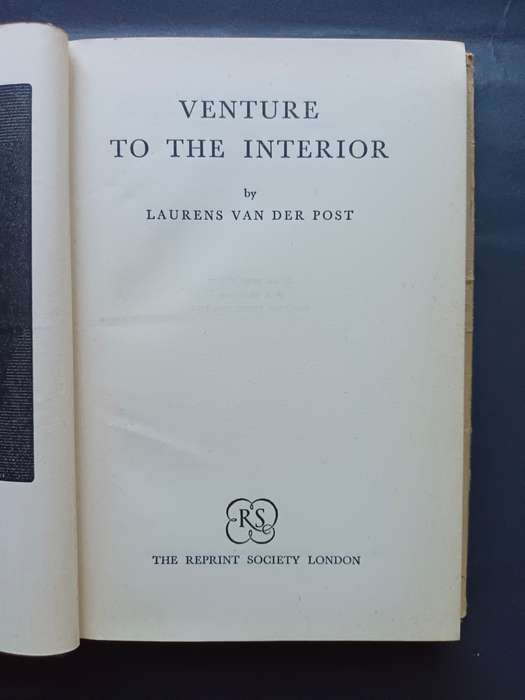 VENTURE
TO THE INTERIOR
by
LAURENS VAN DER POST
RS
THE REPRINT SOCIETY LONDON